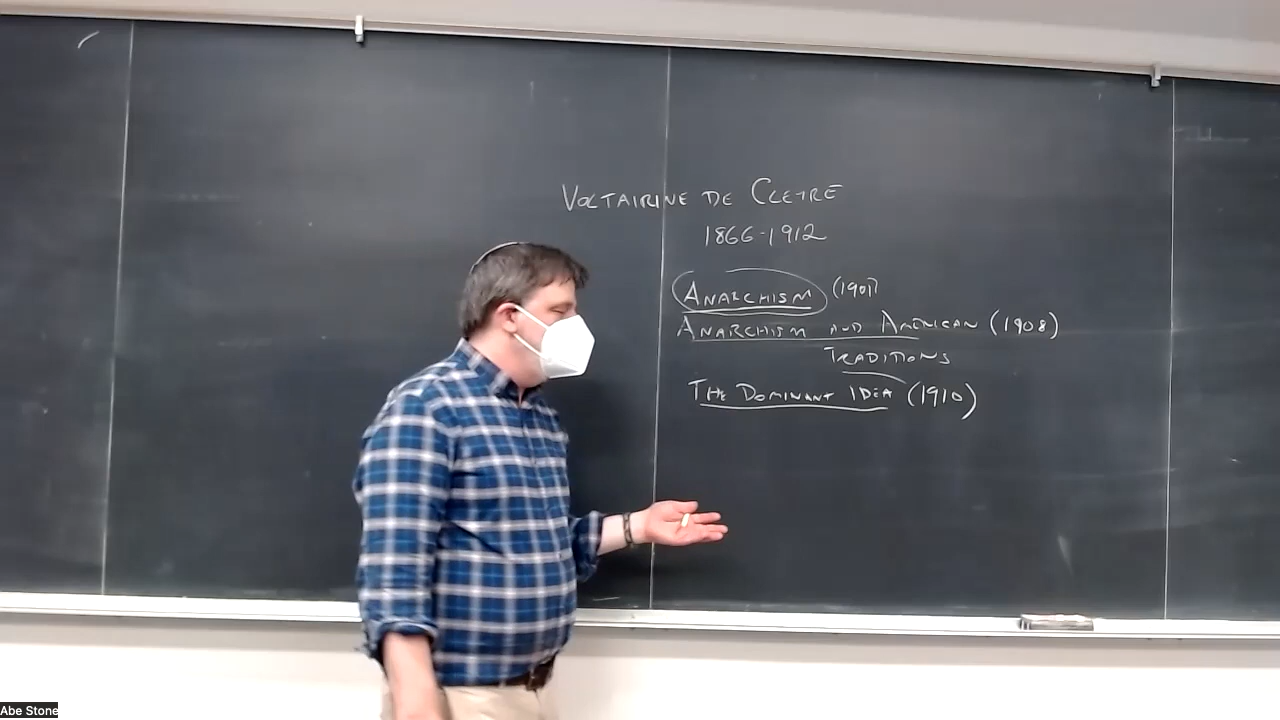 VOLTAIRINE DE CLEYRE
1866-1912
ANARCHISM (1901)
ANARCHISM AND AMERICAN (1908)
TRADITIONS
THE DOMINANT IDEA (1910)
Abe Stone